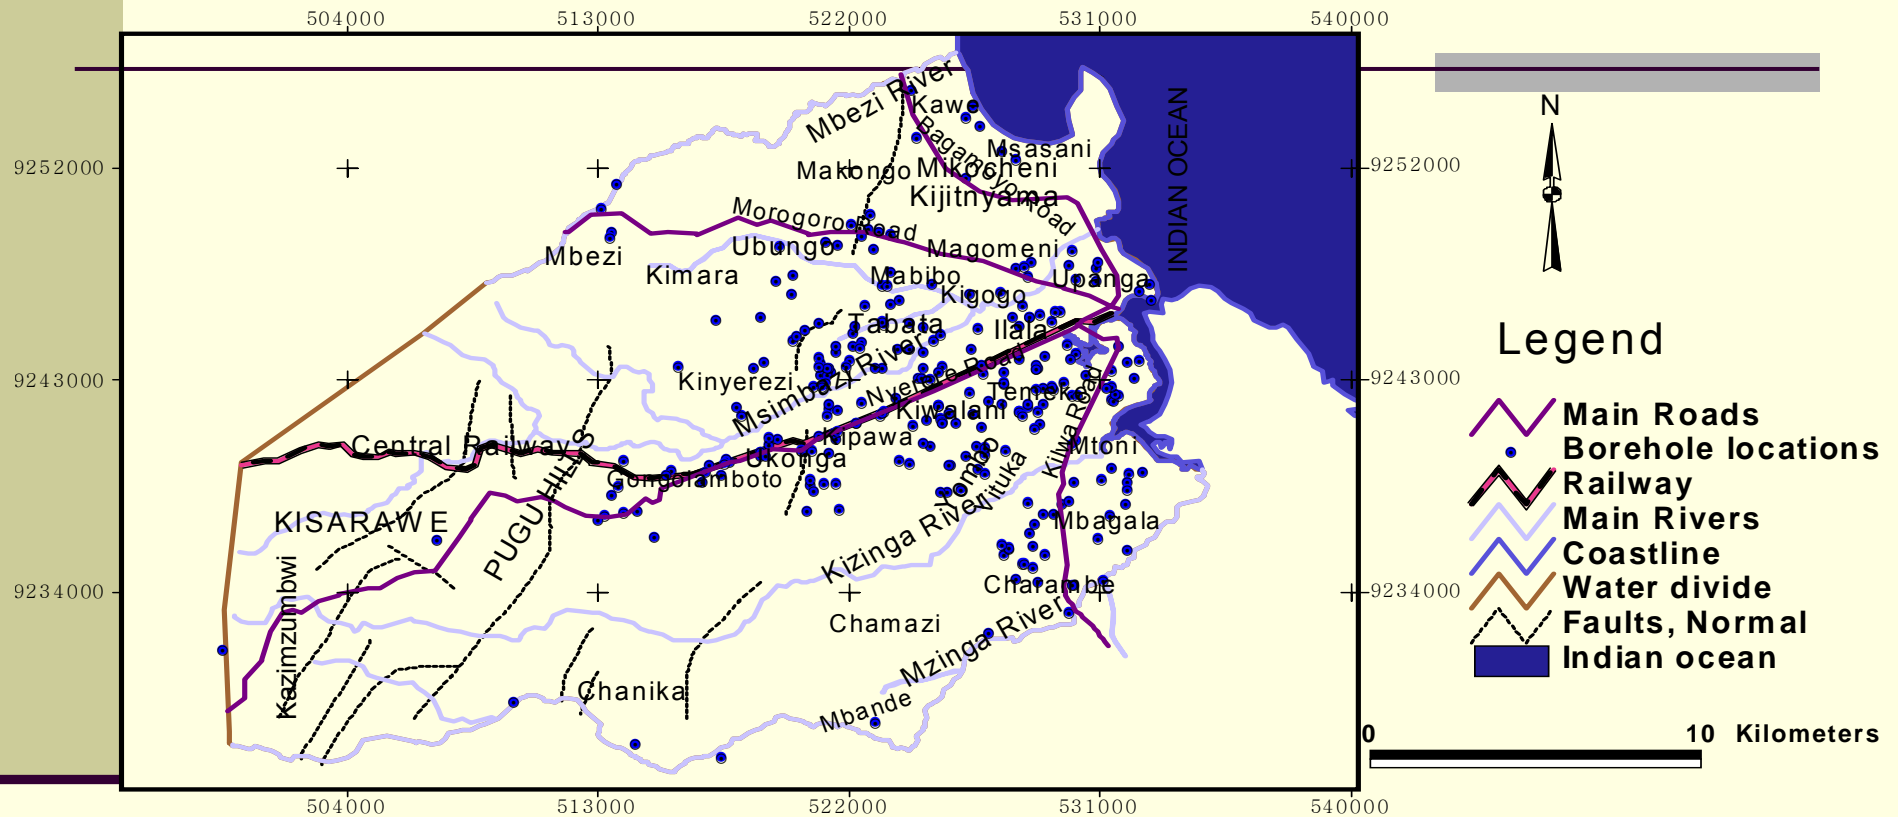 504000 513000 522000 531000 540000
Mbezi River
Kawe
Bagamoyo Road
Msasani
INDIAN OCEAN
N
9252000
9252000
Makongo
Mikocheni
Kijitnyama
Morogoro Road
Mbezi
Ubungo
Magomeni
Kimara
Mabibo
Upanga
Kigogo
Tabata
Ilala
Legend
9243000
9243000
Kinyerezi
Msimbazi River
Nyerere Road
Temeke
Kiwalani
Kilwa Road
Main Roads
Central Railway
Kipawa
Mtoni
Borehole locations
Ukonga
Gongolamboto
Yombo
Vituka
Railway
KISARAWE
PUGU HILLS
Mbagala
Main Rivers
Kizinga River
Coastline
9234000
9234000
Kazimzumbwi
Charambe
Water divide
Chamazi
Mzinga River
Faults, Normal
Indian ocean
Chanika
Mbande
0 10 Kilometers
504000 513000 522000 531000 540000